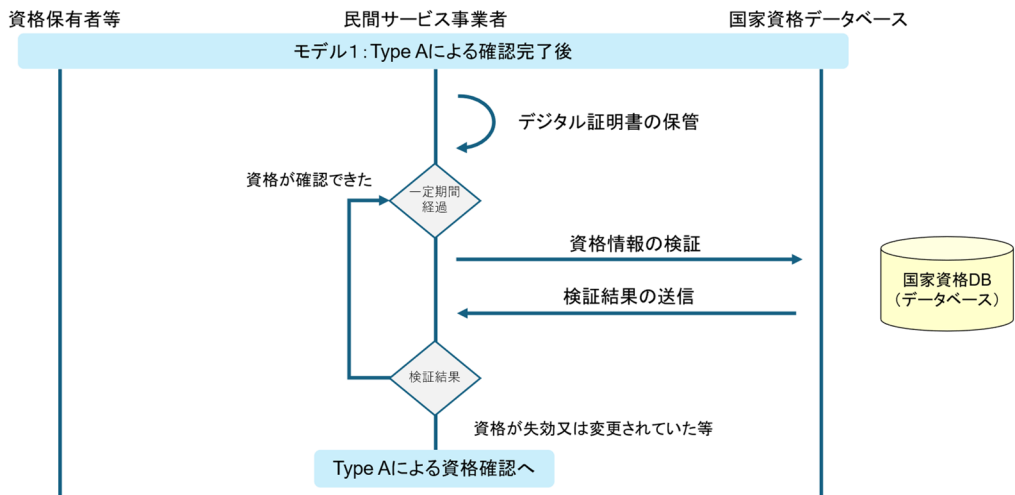 資格保有者等
民間サービス事業者
国家資格データベース
モデル1：Type Aによる確認完了後
デジタル証明書の保管
資格が確認できた
一定期間
経過
資格情報の検証
国家資格DB
（データベース）
検証結果の送信
検証結果
資格が失効又は変更されていた等
Type Aによる資格確認へ